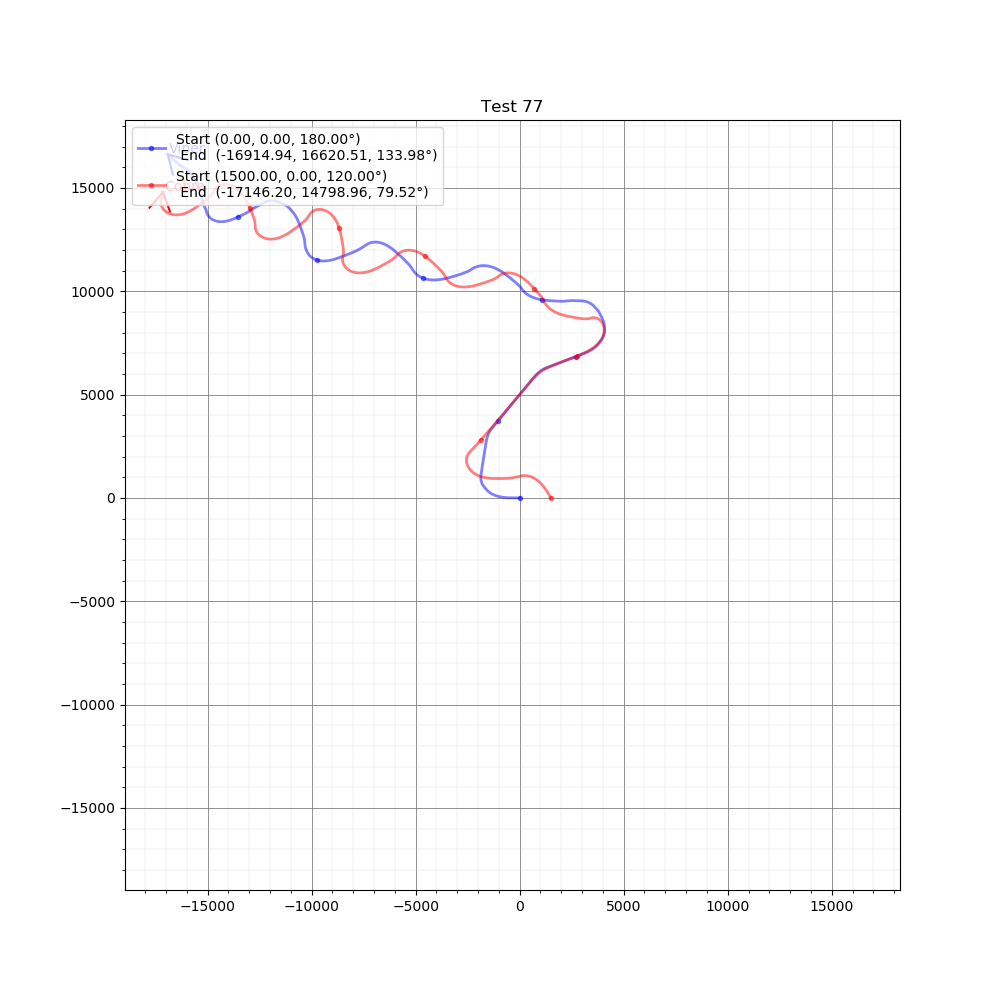 Test 77
Start (0.00, 0.00, 180.00°)
End (-16914.94, 16620.51, 133.98°)
Start (1500.00, 0.00, 120.00°)
End (-17146.20, 14798.96, 79.52°)
Viper
Cobra
15000
10000
5000
0
−5000
−10000
−15000
−15000
−10000
−5000
0
5000
10000
15000